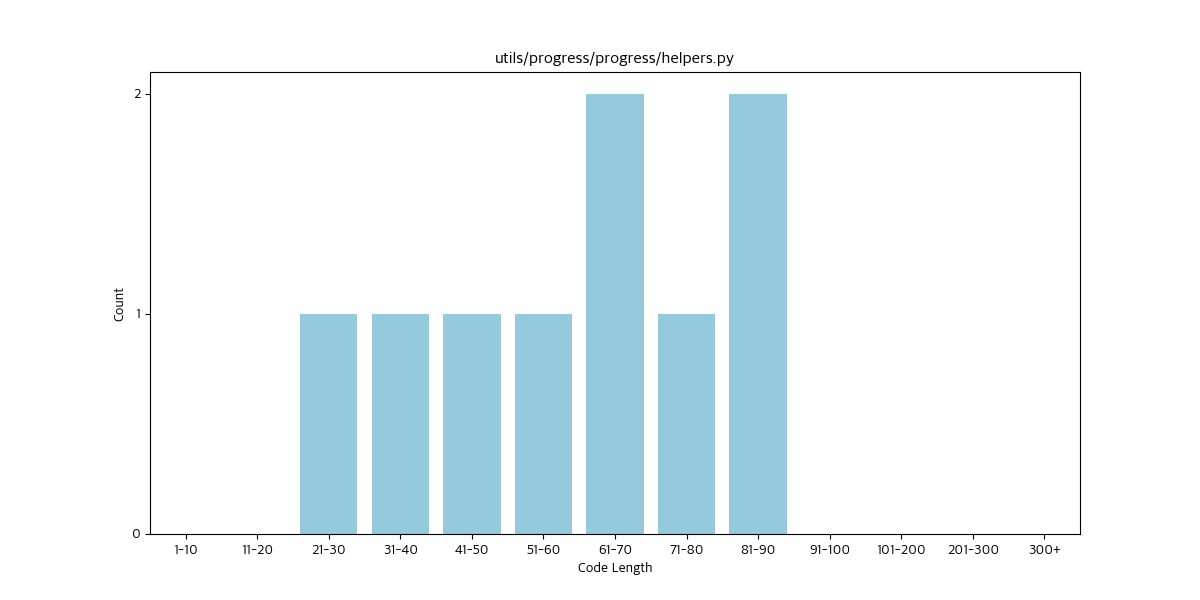 utils/progress/progress/helpers.py
2
1
0
Count
1-10 11-20 21-30 31-40 41-50 51-60 61-70 71-80 81-90 91-100 101-200 201-300 300+
Code Length